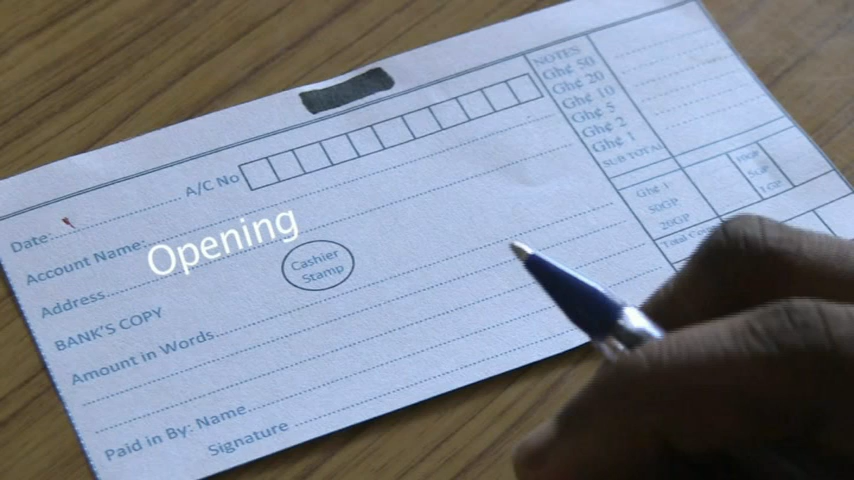 NOTES
Gh¢ 50
Gh¢ 20
Gh¢ 10
Gh¢ 5
Gh¢ 2
Gh¢ 1
SUB TOTAL
Gh¢ 1
50GP
20GP
10GP
5GP
1GP
A/C No
Date:
Account Name:
Opening
Address
Cashier
Stamp
BANK'S COPY
Amount in Words
Paid in By: Name
Signature